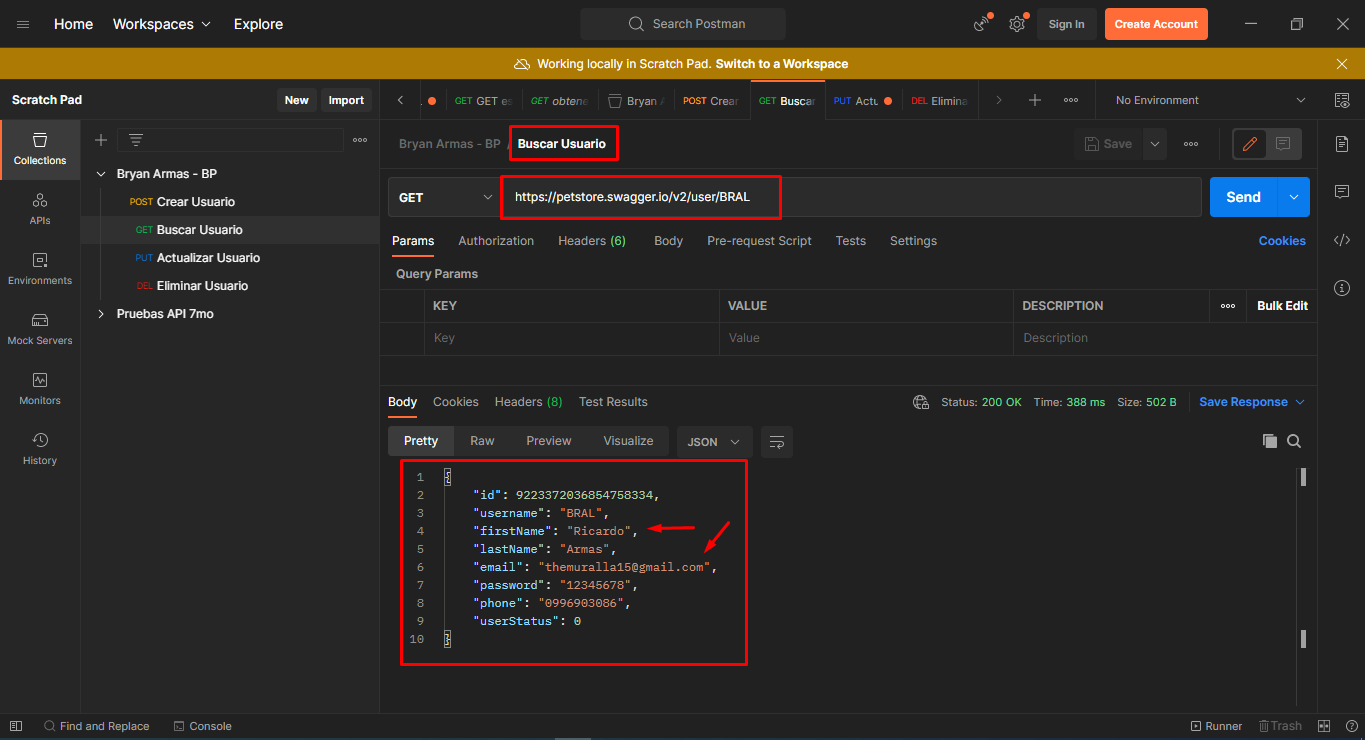 Home Workspaces Explore Search Postman Sign In Create Account
Working locally in Scratch Pad. Switch to a Workspace
Scratch Pad New Import
GET GET es GET obtene Bryan A POST Crear GET Buscar PUT Actu DEL Elimina No Environment
Bryan Armas - BP / Buscar Usuario Save
Collections
APIs
Environments
Mock Servers
Monitors
History
Bryan Armas - BP
POST Crear Usuario
GET Buscar Usuario
PUT Actualizar Usuario
DEL Eliminar Usuario
Pruebas API 7mo
GET https://petstore.swagger.io/v2/user/BRAL Send
Params Authorization Headers (6) Body Pre-request Script Tests Settings Cookies
Query Params
KEY VALUE DESCRIPTION Bulk Edit
Key Value Description
Body Cookies Headers (8) Test Results Status: 200 OK Time: 388 ms Size: 502 B Save Response
Pretty Raw Preview Visualize JSON
1 {
2 "id": 9223372036854758334,
3 "username": "BRAL",
4 "firstName": "Ricardo",
5 "lastName": "Armas",
6 "email": "themuralla15@gmail.com",
7 "password": "12345678",
8 "phone": "0996903086",
9 "userStatus": 0
10 }
Find and Replace Console Runner Trash